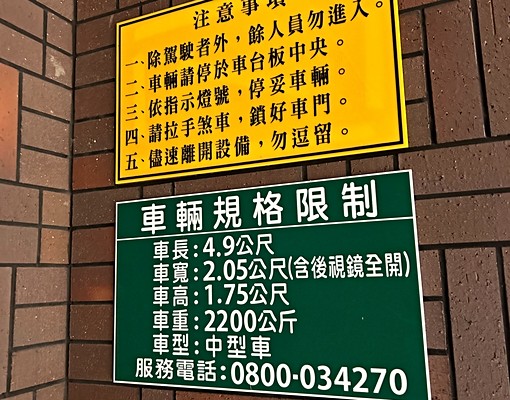 注意事項
一、除駕駛者外，餘人員勿進入。
二、車輛請停於車台板中央。
三、依指示燈號，停妥車輛。
四、請拉手煞車，鎖好車門。
五、儘速離開設備，勿逗留。
車輛規格限制
車長：4.9公尺
車寬：2.05公尺(含後視鏡全開)
車高：1.75公尺
車重：2200公斤
車型：中型車
服務電話：0800-034270